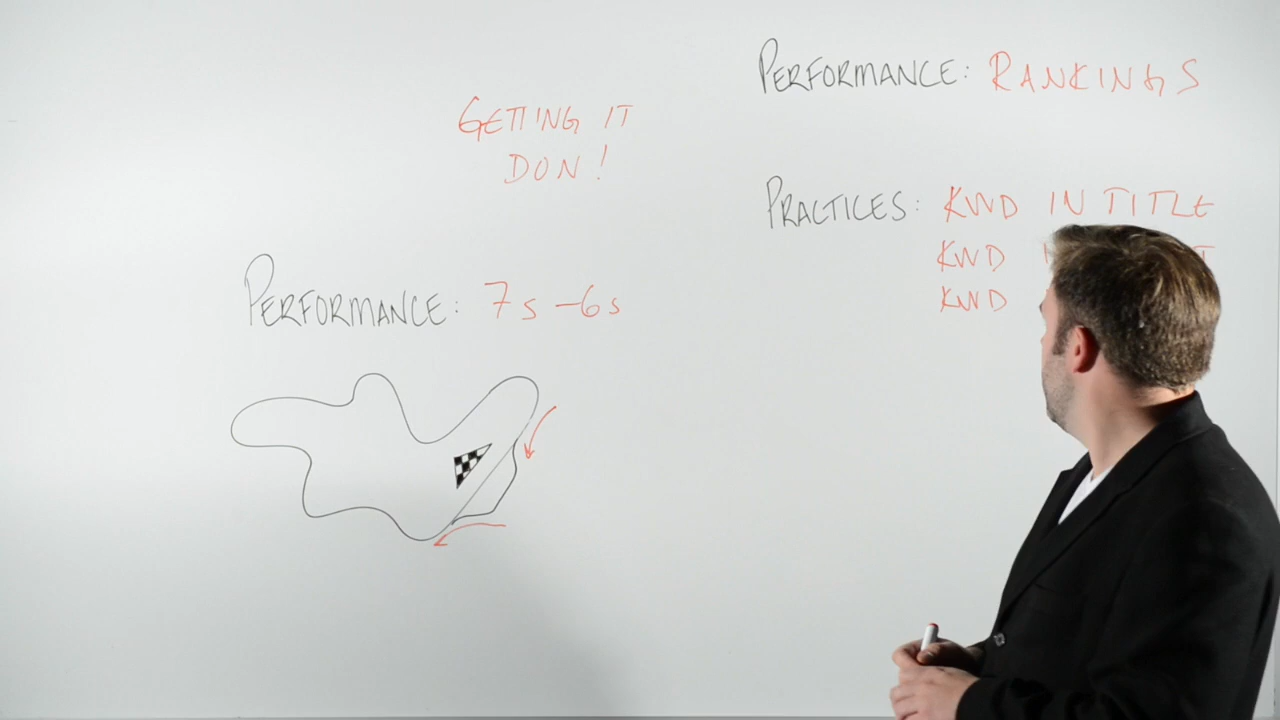 GETTING IT
DON!
PERFORMANCE: 7s - 6s
PERFORMANCE: RANKINGS
PRACTICES: KWD IN TITLE
KWD
KWD